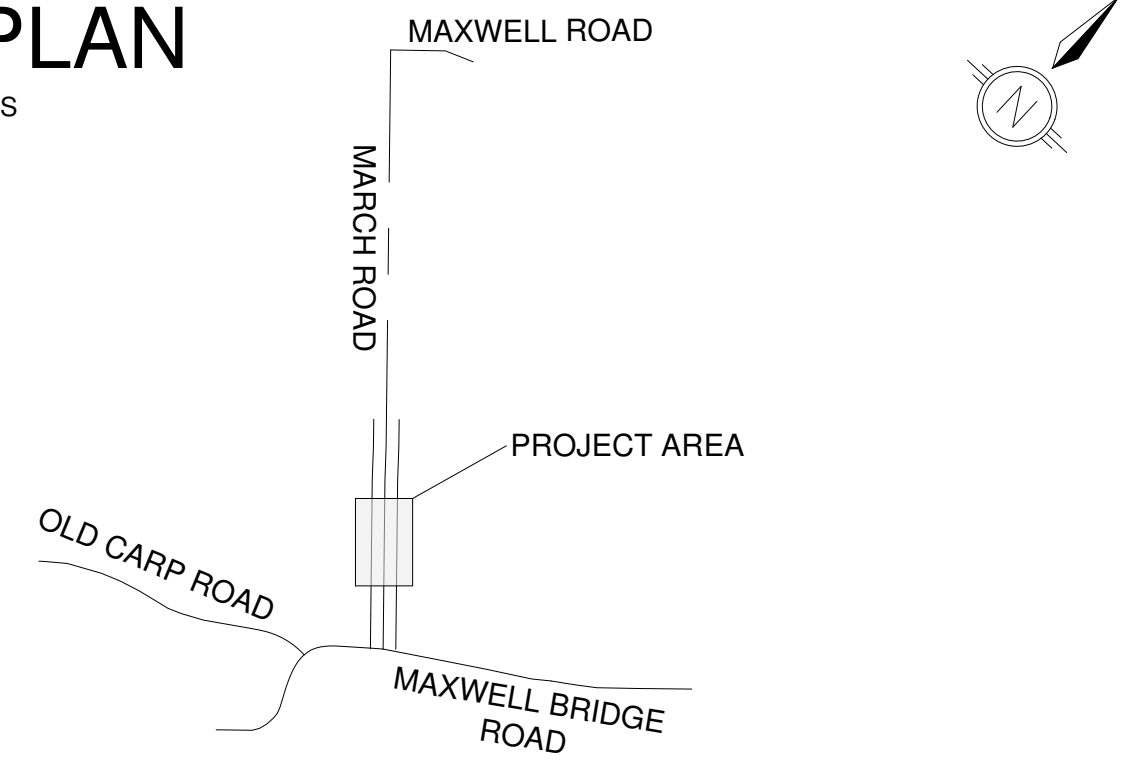 PLAN
S
MAXWELL ROAD
N
MARCH ROAD
PROJECT AREA
OLD CARP ROAD
MAXWELL BRIDGE
ROAD